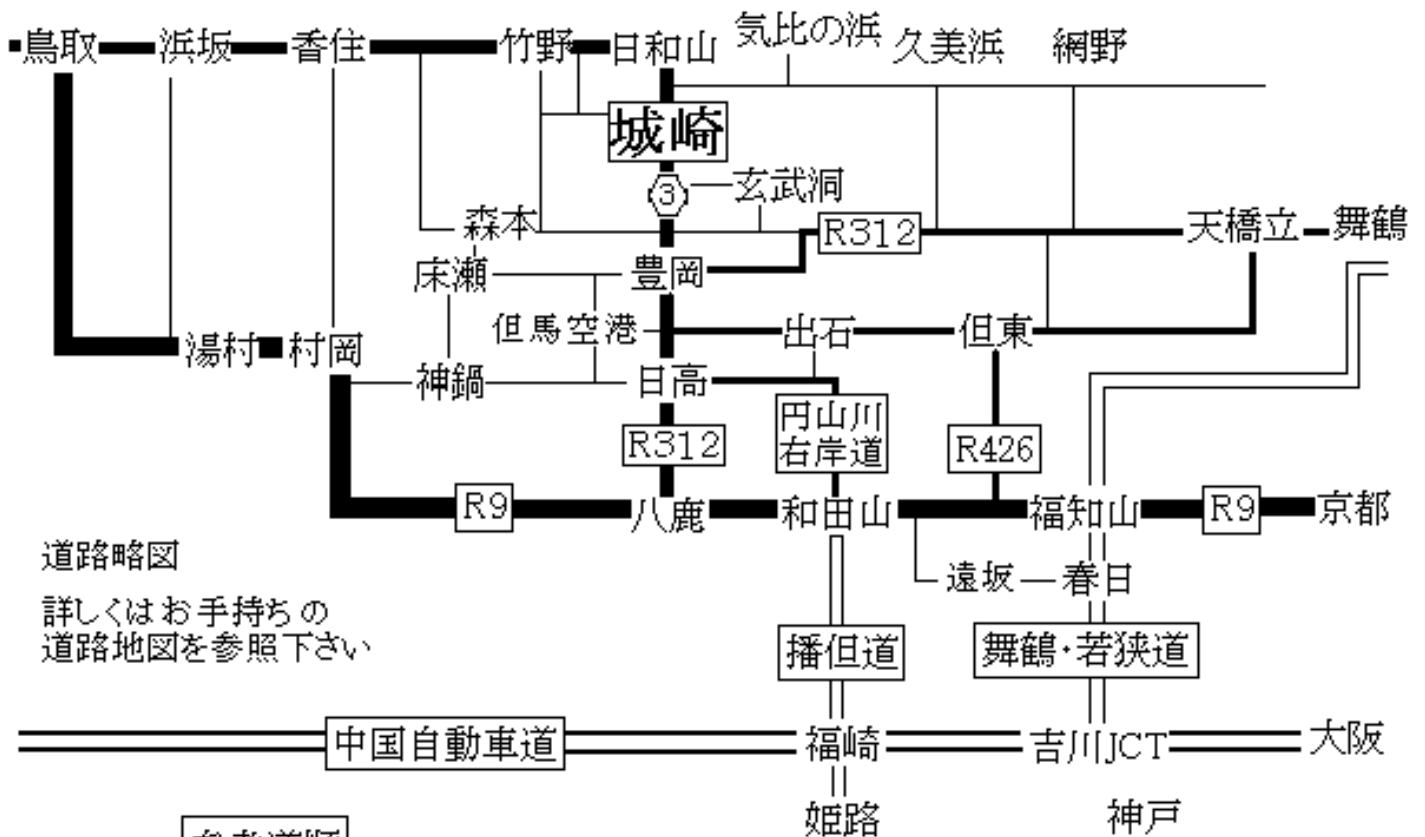 鳥取 浜坂 香住 竹野 日和山 気比の浜 久美浜 網野
城崎
3 玄武洞
森本 R312 天橋立 舞鶴
床瀬 豊岡
但馬空港 出石 但東
湯村 村岡
神鍋 日高
円山川
右岸道
R312 R426
R9 八鹿 和田山 福知山 R9 京都
道路略図
遠坂 春日
詳しくはお手持ちの
道路地図を参照下さい
播但道 舞鶴・若狭道
中国自動車道 福崎 吉川JCT 大阪
姫路 神戸